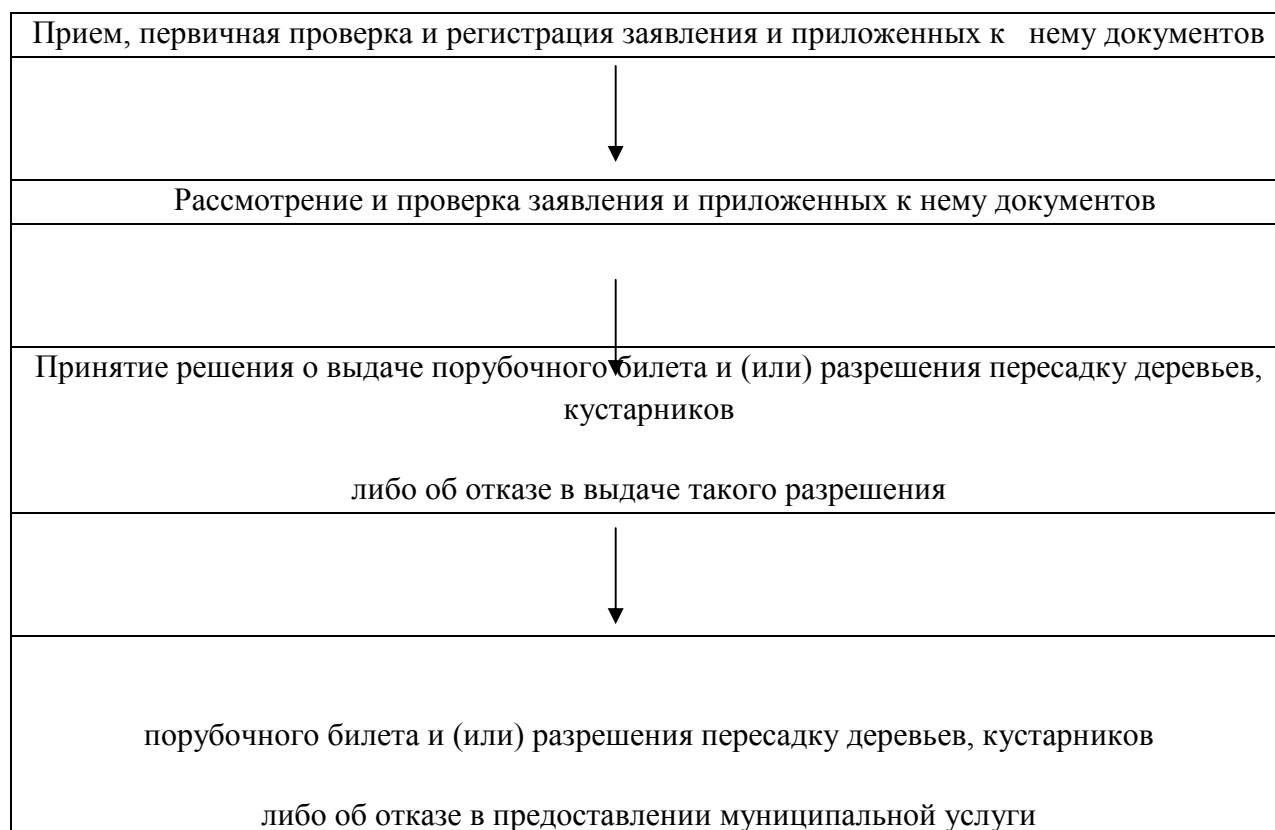 Прием, первичная проверка и регистрация заявления и приложенных к нему документов
Рассмотрение и проверка заявления и приложенных к нему документов
Принятие решения о выдаче порубочного билета и (или) разрешения пересадку деревьев,
кустарников
либо об отказе в выдаче такого разрешения
порубочного билета и (или) разрешения пересадку деревьев, кустарников
либо об отказе в предоставлении муниципальной услуги